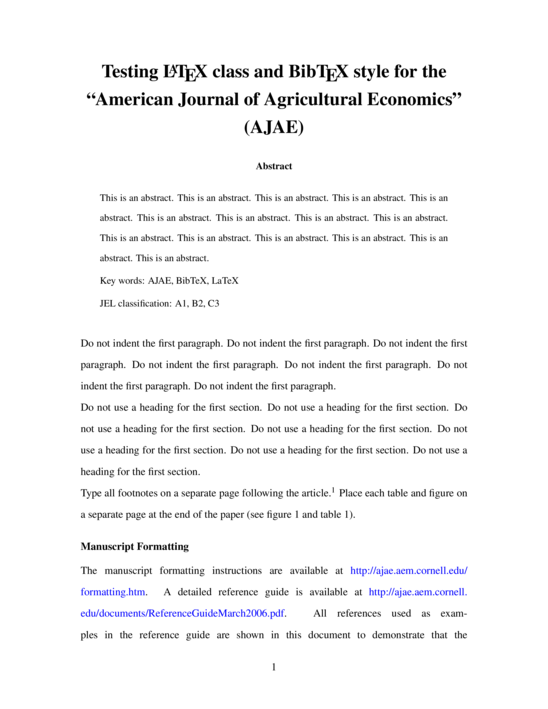 Testing LaTeX class and BibTeX style for the
“American Journal of Agricultural Economics”
(AJAE)
Abstract
This is an abstract. This is an abstract. This is an abstract. This is an abstract. This is an
abstract. This is an abstract. This is an abstract. This is an abstract. This is an abstract.
This is an abstract. This is an abstract. This is an abstract. This is an abstract. This is an
abstract. This is an abstract.
Key words: AJAE, BibTeX, LaTeX
JEL classification: A1, B2, C3
Do not indent the first paragraph. Do not indent the first paragraph. Do not indent the first
paragraph. Do not indent the first paragraph. Do not indent the first paragraph. Do not
indent the first paragraph. Do not indent the first paragraph.
Do not use a heading for the first section. Do not use a heading for the first section. Do
not use a heading for the first section. Do not use a heading for the first section. Do not
use a heading for the first section. Do not use a heading for the first section. Do not use a
heading for the first section.
Type all footnotes on a separate page following the article.1 Place each table and figure on
a separate page at the end of the paper (see figure 1 and table 1).
Manuscript Formatting
The manuscript formatting instructions are available at http://ajae.aem.cornell.edu/
formatting.htm. A detailed reference guide is available at http://ajae.aem.cornell.
edu/documents/ReferenceGuideMarch2006.pdf. All references used as exam-
ples in the reference guide are shown in this document to demonstrate that the
1